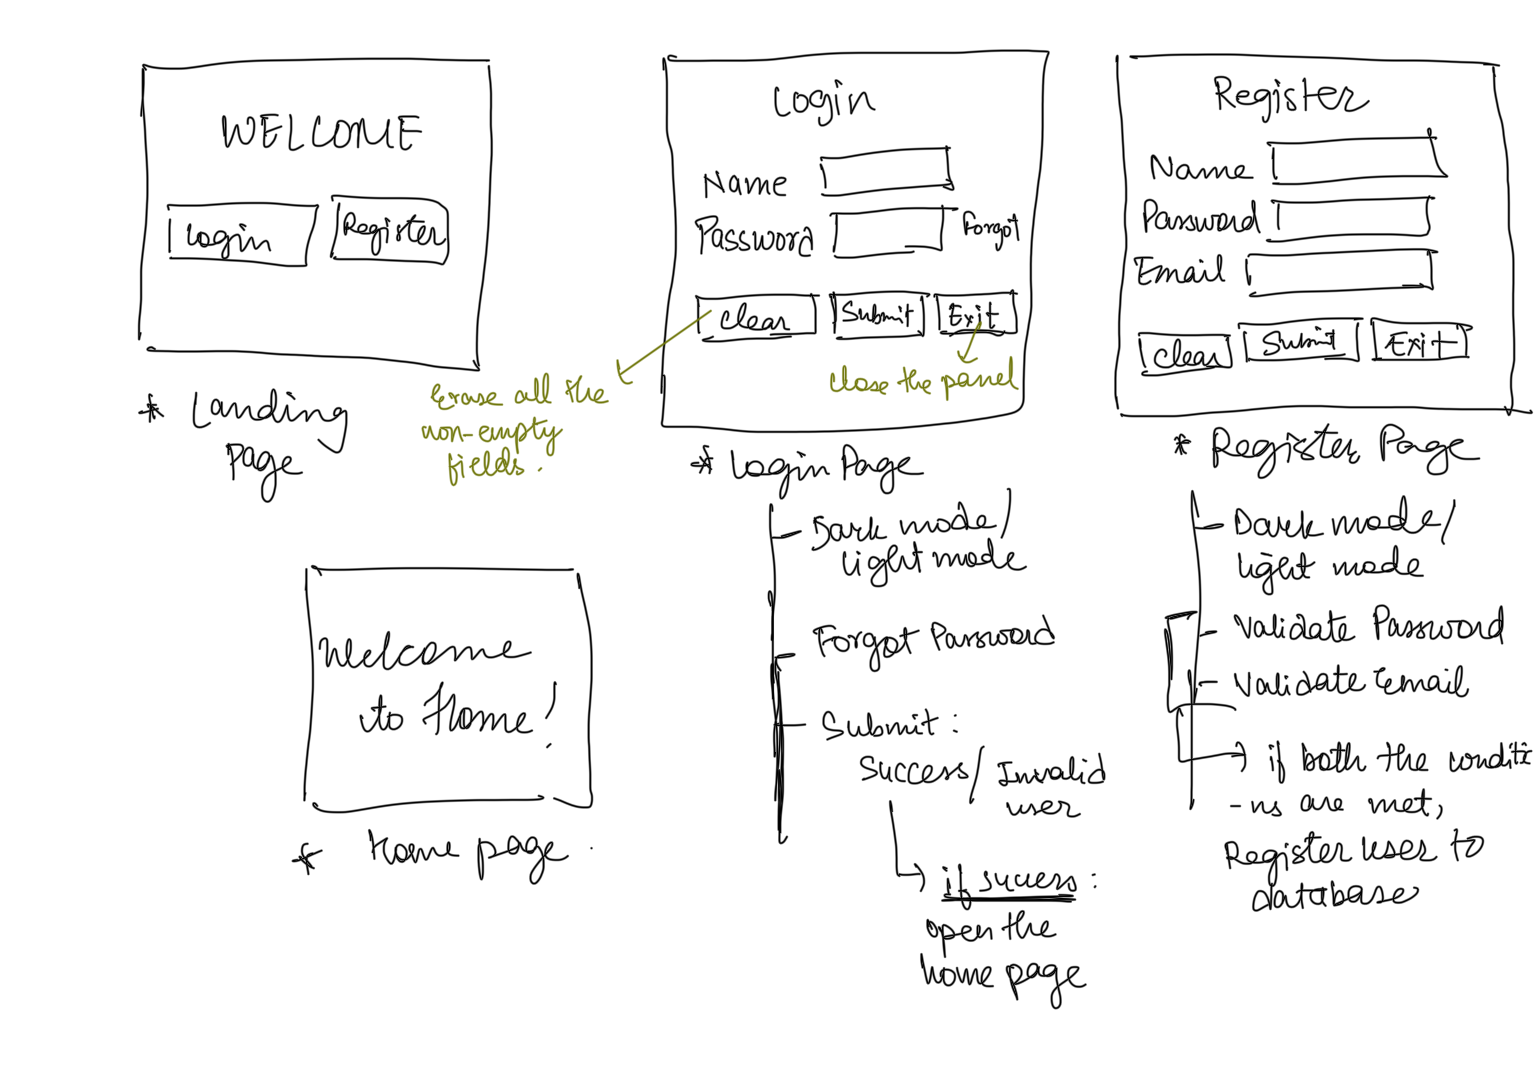 WELCOME
Login
Register
* Landing
Page
Login
Name
Password
Forgot
Clear
Submit
Exit
Erase all the
non-empty
fields.
close the panel
* Login Page
Dark mode/
light mode
Forgot Password
Submit :
Success/ Invalid
user
if success :
open the
home page
Register
Name
Password
Email
Clear
Submit
Exit
* Register Page
Dark mode/
light mode
Validate Password
Validate Email
if both the conditi
-ns are met,
Register user to
database
Welcome
to Home!
* Home page.